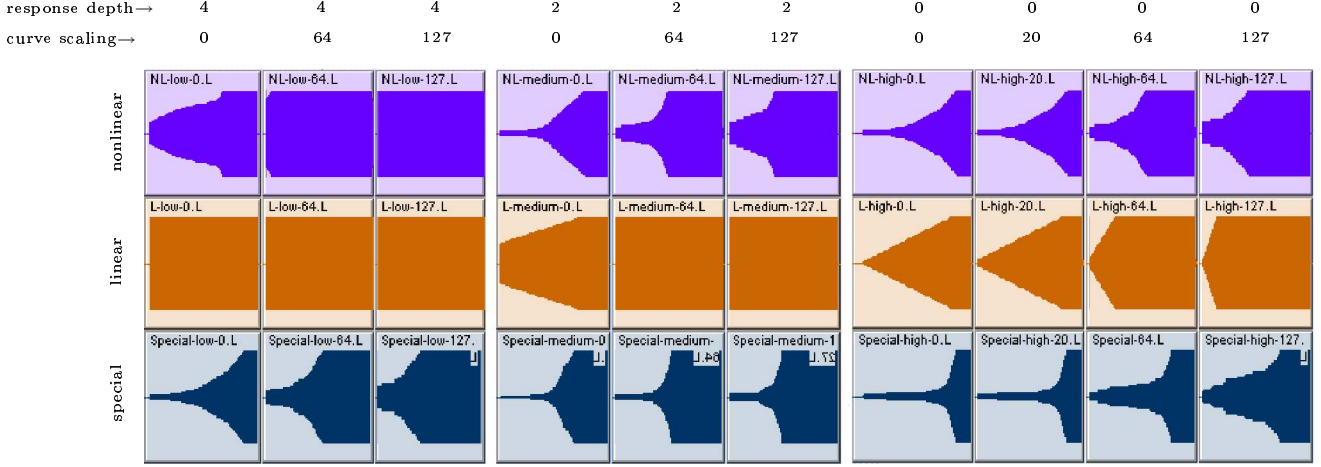 response depth→ 4 4 4 2 2 2 0 0 0 0
curve scaling→ 0 64 127 0 64 127 0 20 64 127
nonlinear
NL-low-0.L NL-low-64.L NL-low-127.L NL-medium-0.L NL-medium-64.L NL-medium-127.L NL-high-0.L NL-high-20.L NL-high-64.L NL-high-127.L
linear
L-low-0.L L-low-64.L L-low-127.L L-medium-0.L L-medium-64.L L-medium-127.L L-high-0.L L-high-20.L L-high-64.L L-high-127.L
special
Special-low-0.L Special-low-64.L Special-low-127. Special-medium-0 Special-medium- Special-medium-1 Special-high-0.L Special-high-20.L Special-64.L Special-high-127.
L .L 64.L 27.L L